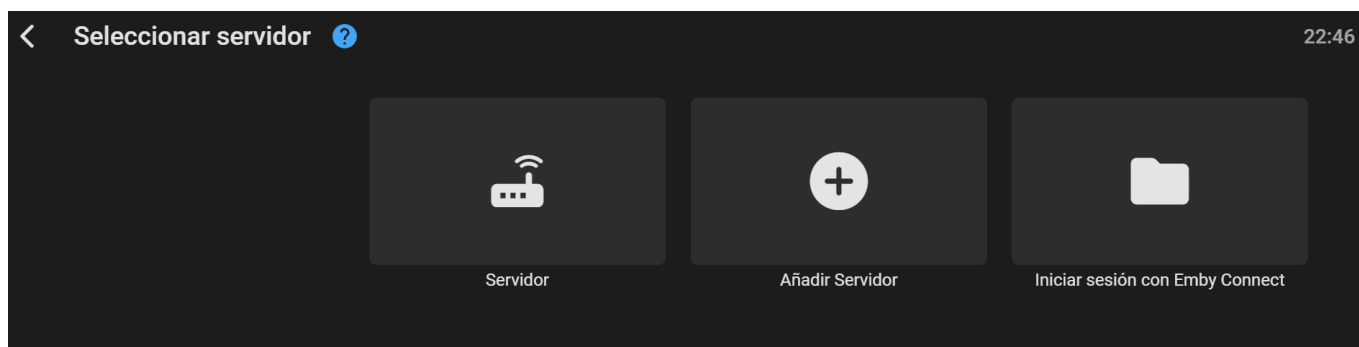 Seleccionar servidor
22:46
Servidor
Añadir Servidor
Iniciar sesión con Emby Connect